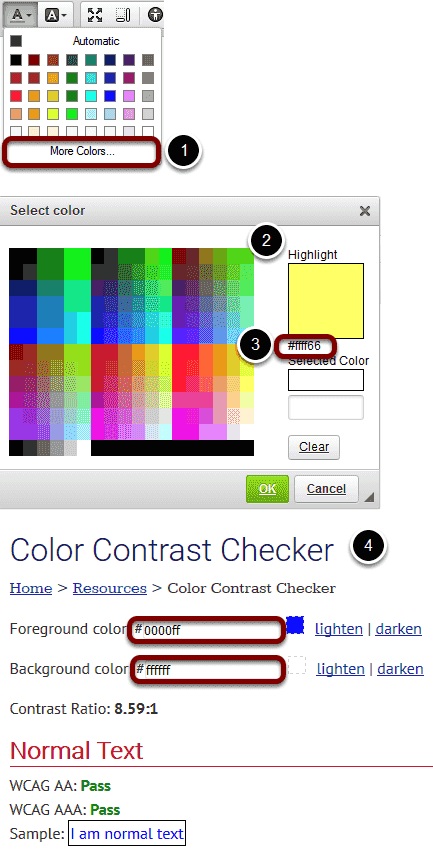 A A
Automatic
More Colors...
1
Select color
2
Highlight
3
#ffff66
Selected Color
Clear
OK Cancel
Color Contrast Checker
4
Home > Resources > Color Contrast Checker
Foreground color # 0000ff lighten | darken
Background color # ffffff lighten | darken
Contrast Ratio: 8.59:1
Normal Text
WCAG AA: Pass
WCAG AAA: Pass
Sample: I am normal text